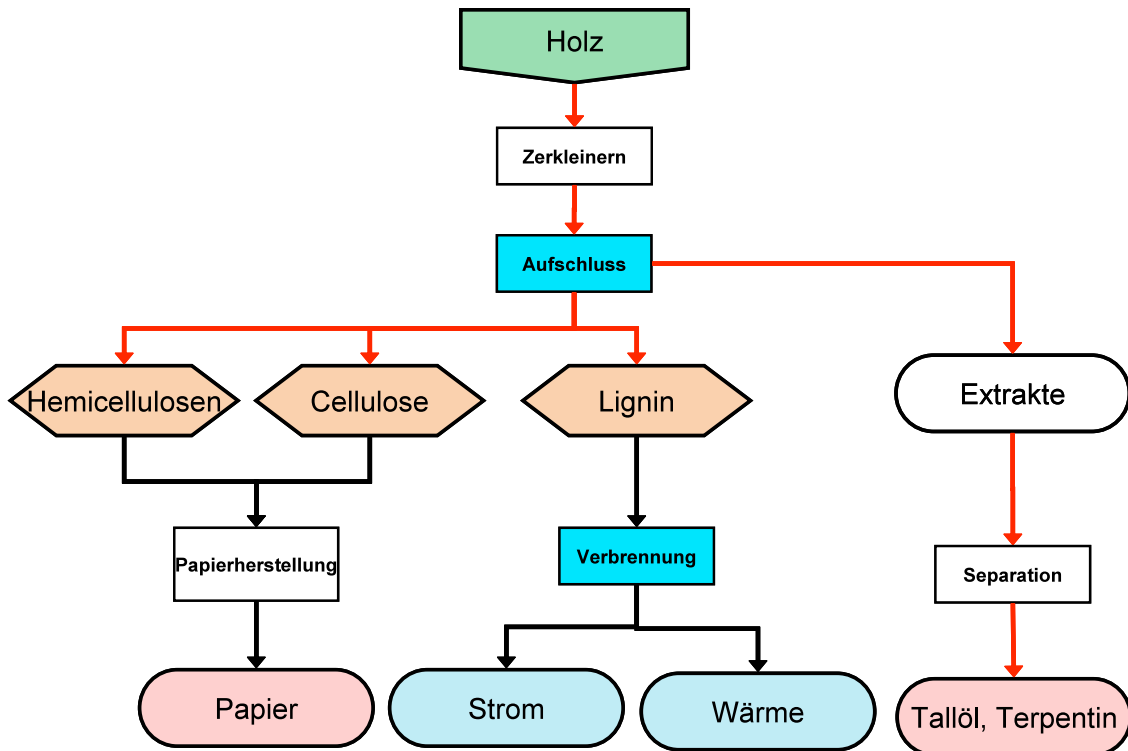 Holz
Zerkleinern
Aufschluss
Hemicellulosen
Cellulose
Lignin
Extrakte
Papierherstellung
Verbrennung
Separation
Papier
Strom
Wärme
Tallöl, Terpentin